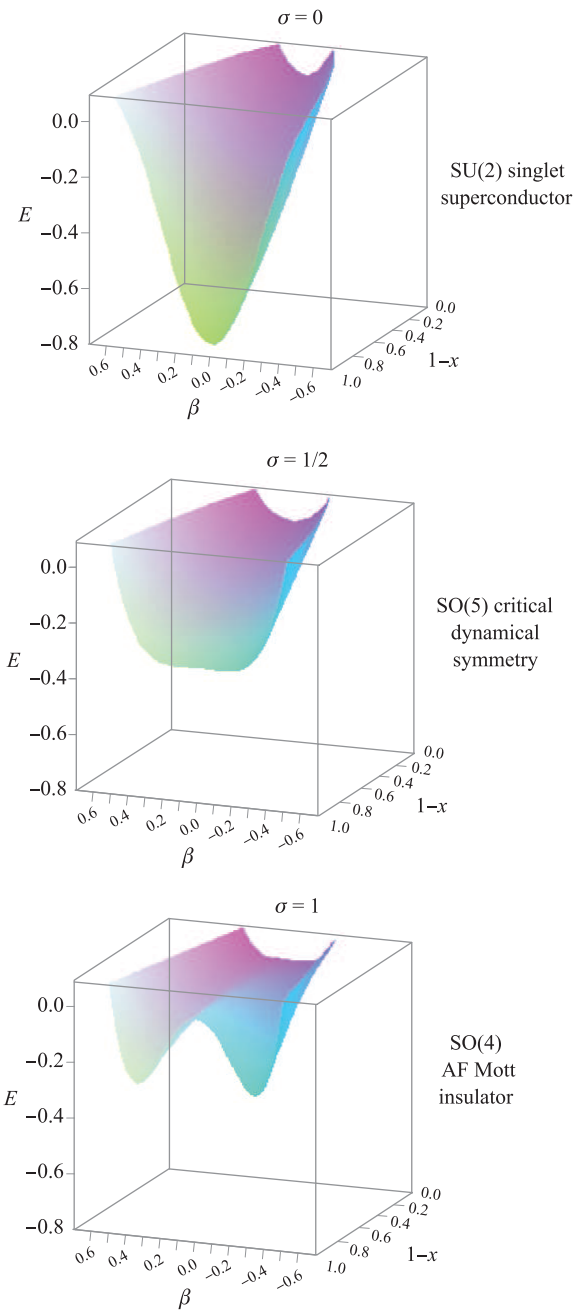 σ = 0
0.0
−0.2
−0.4
−0.6
−0.8
E
0.6
0.4
0.2
0.0
−0.2
−0.4
−0.6
β
0.0
0.2
0.4
0.6
0.8
1.0
1−x
SU(2) singlet
superconductor
σ = 1/2
0.0
−0.2
−0.4
−0.6
−0.8
E
0.6
0.4
0.2
0.0
−0.2
−0.4
−0.6
β
0.0
0.2
0.4
0.6
0.8
1.0
1−x
SO(5) critical
dynamical
symmetry
σ = 1
0.0
−0.2
−0.4
−0.6
−0.8
E
0.6
0.4
0.2
0.0
−0.2
−0.4
−0.6
β
0.0
0.2
0.4
0.6
0.8
1.0
1−x
SO(4)
AF Mott
insulator